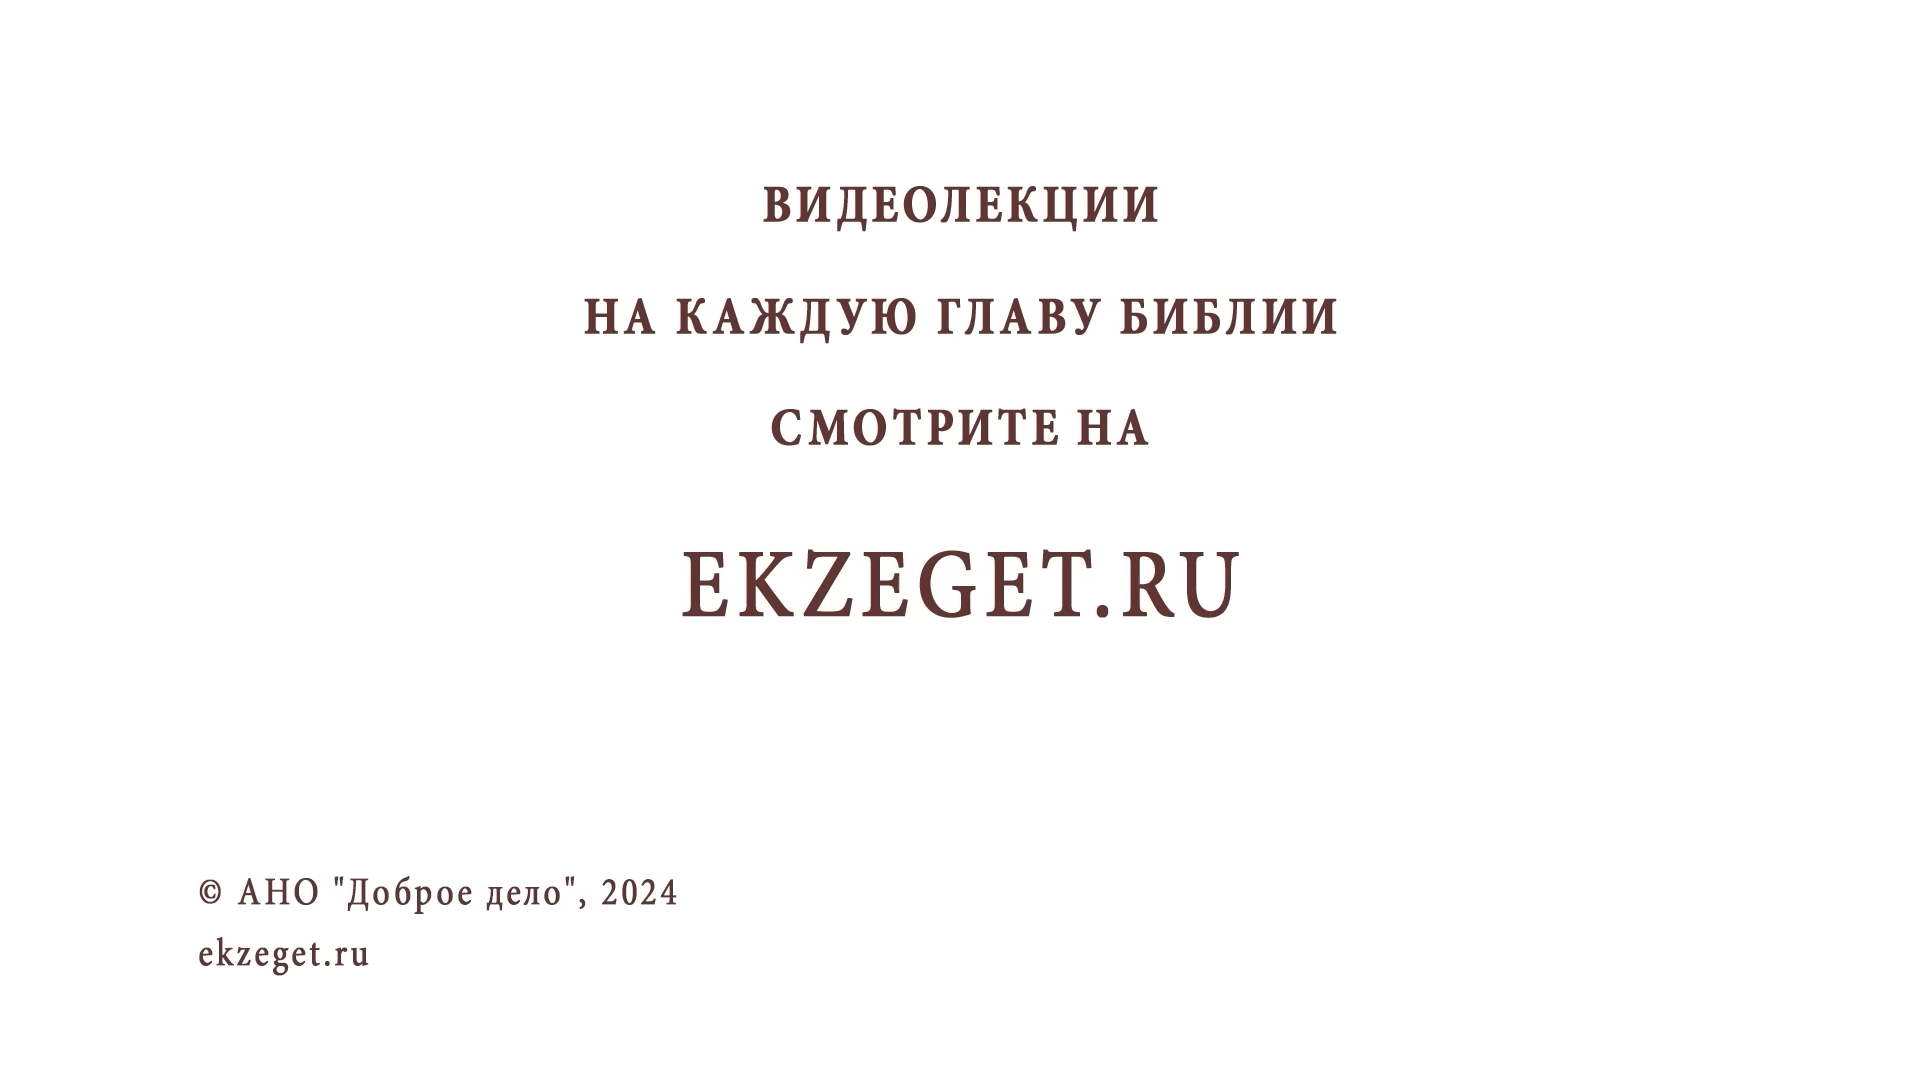 ВИДЕОЛЕКЦИИ
НА КАЖДУЮ ГЛАВУ БИБЛИИ
СМОТРИТЕ НА
EKZEGET.RU
© АНО "Доброе дело", 2024
ekzeget.ru